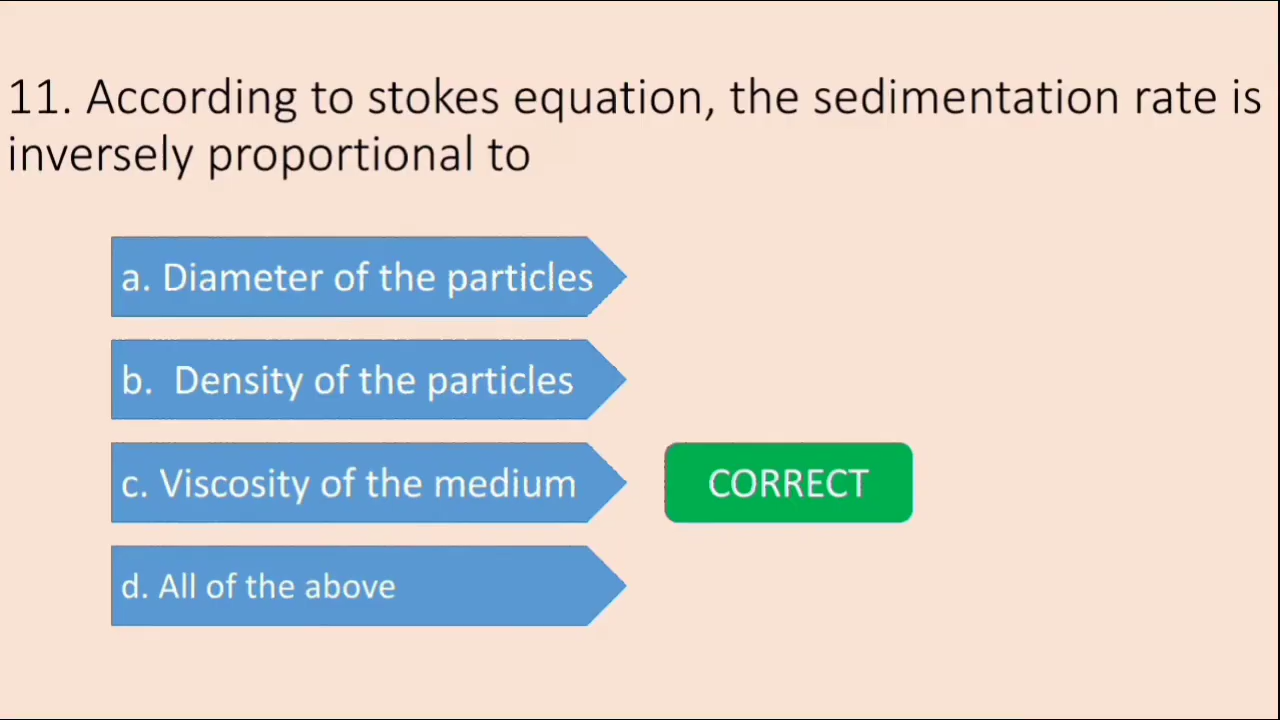 11. According to stokes equation, the sedimentation rate is
inversely proportional to
a. Diameter of the particles
b. Density of the particles
c. Viscosity of the medium
CORRECT
d. All of the above